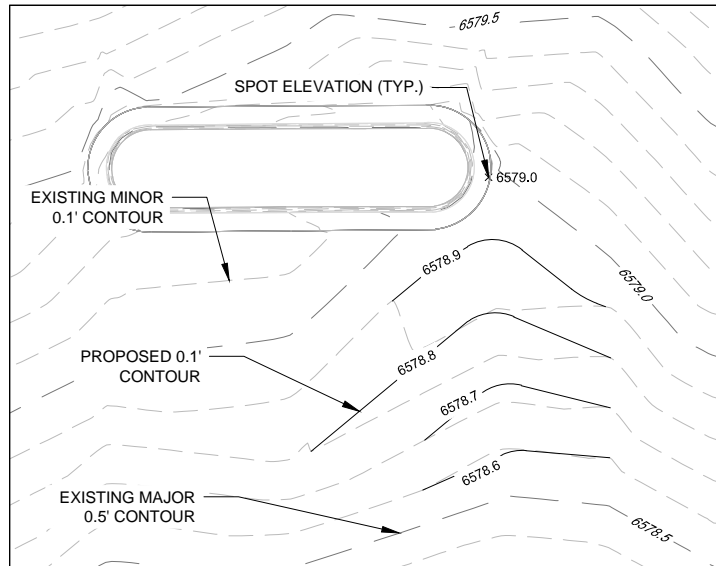 6579.5
SPOT ELEVATION (TYP.)
6579.0
EXISTING MINOR
0.1' CONTOUR
6578.9
6579.0
PROPOSED 0.1'
CONTOUR
6578.8
6578.7
6578.6
EXISTING MAJOR
0.5' CONTOUR
6578.5